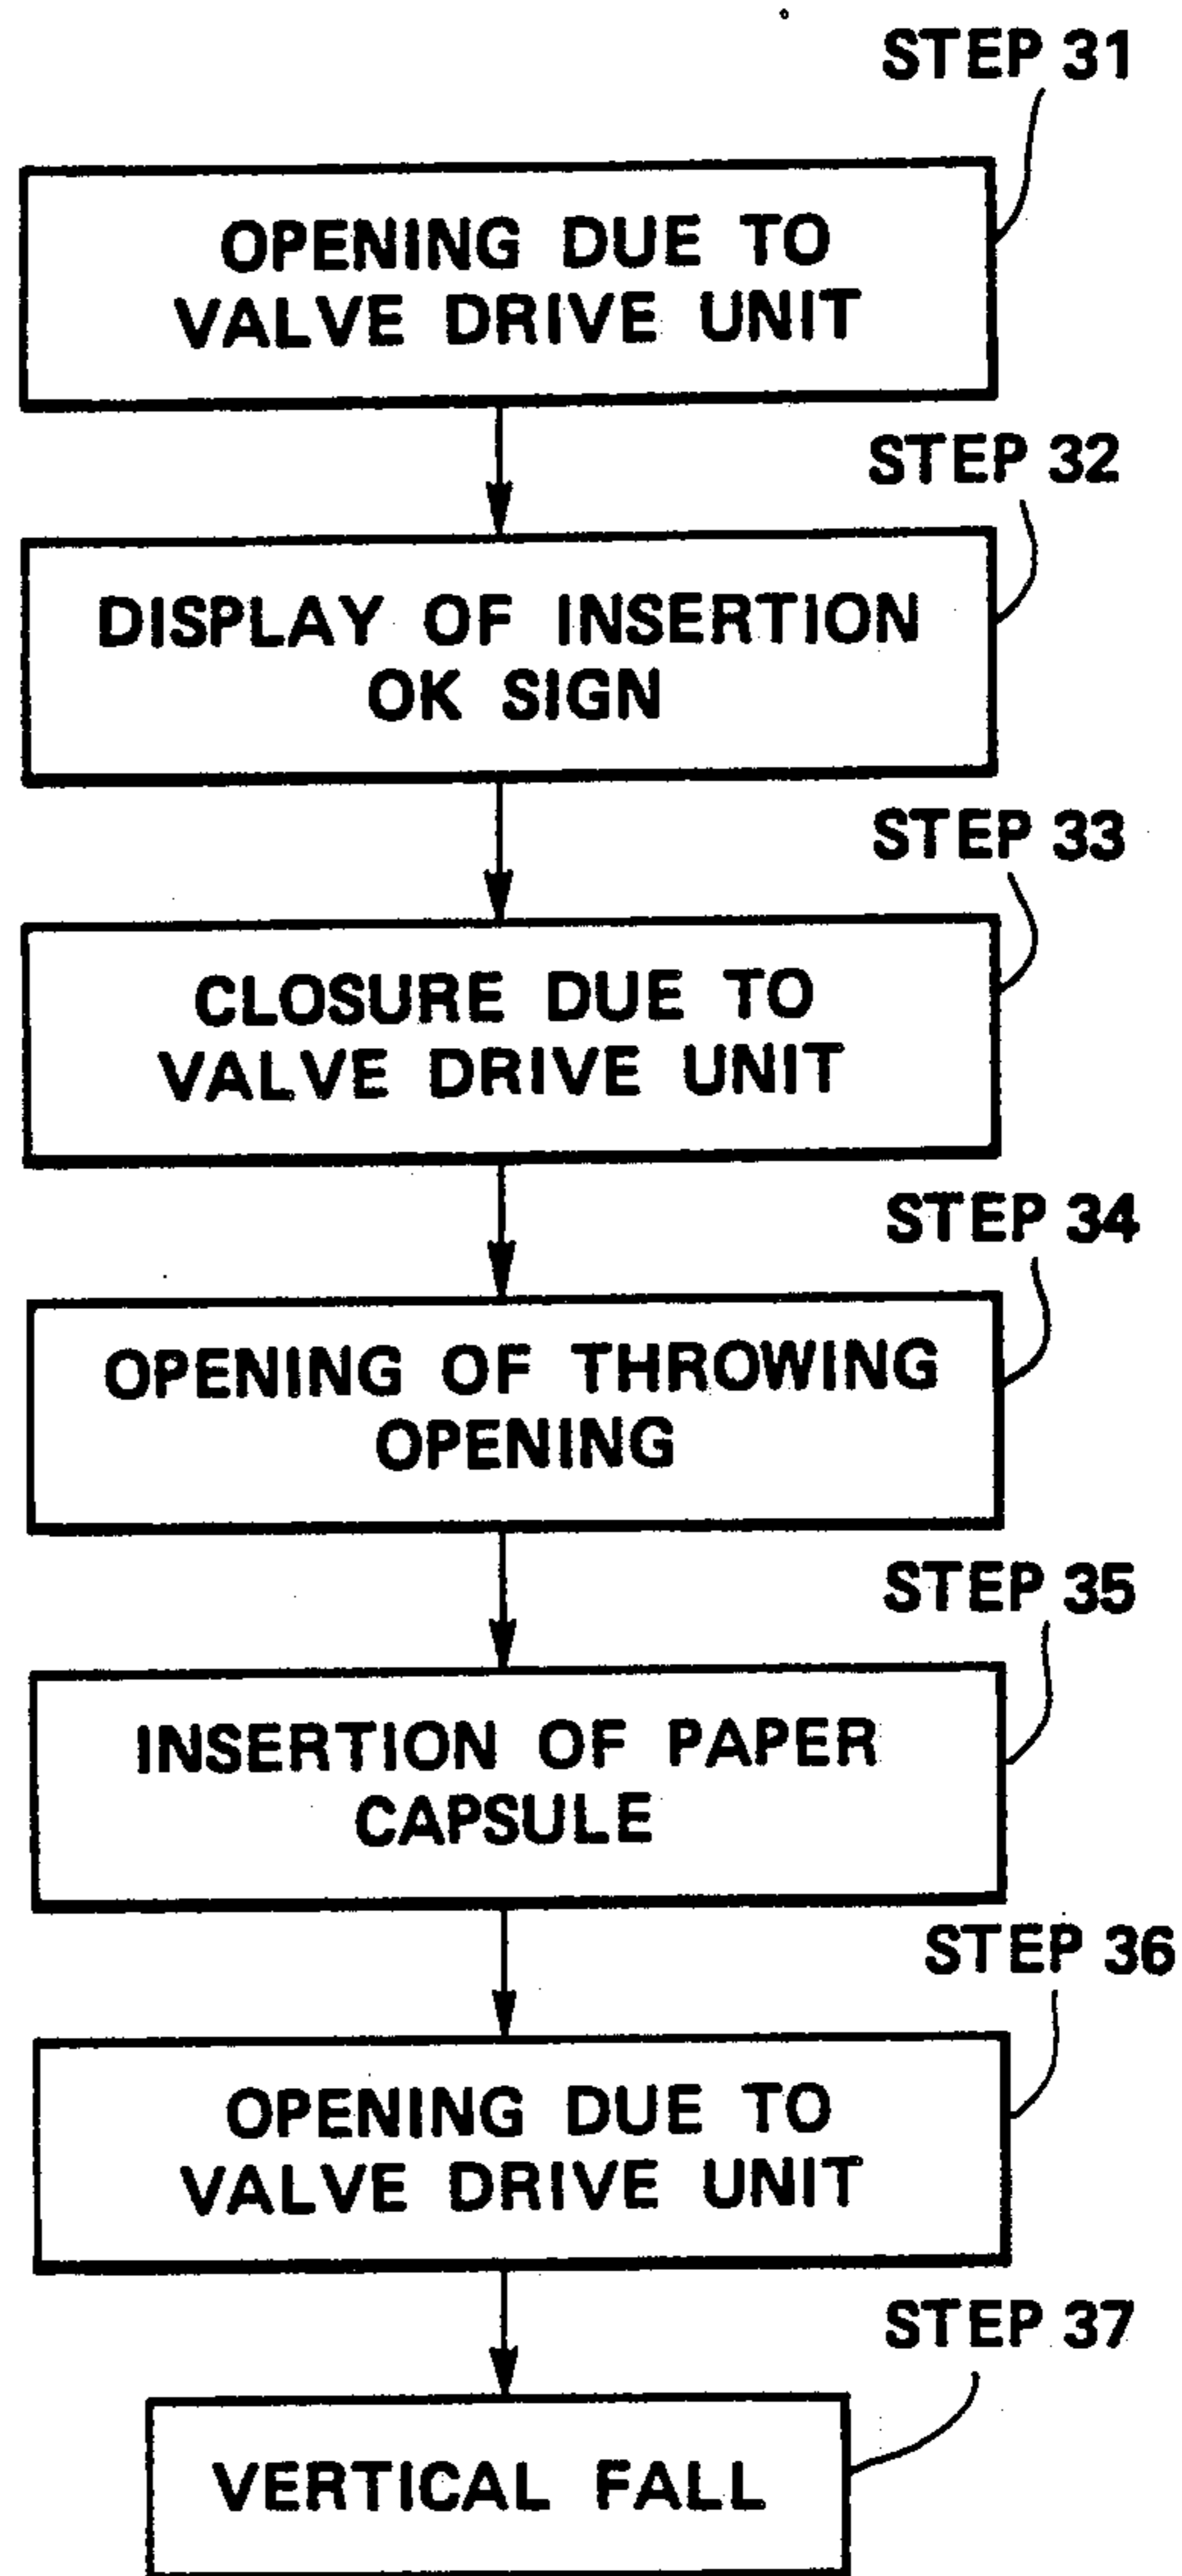 STEP 31
OPENING DUE TO
VALVE DRIVE UNIT
STEP 32
DISPLAY OF INSERTION
OK SIGN
STEP 33
CLOSURE DUE TO
VALVE DRIVE UNIT
STEP 34
OPENING OF THROWING
OPENING
STEP 35
INSERTION OF PAPER
CAPSULE
STEP 36
OPENING DUE TO
VALVE DRIVE UNIT
STEP 37
VERTICAL FALL